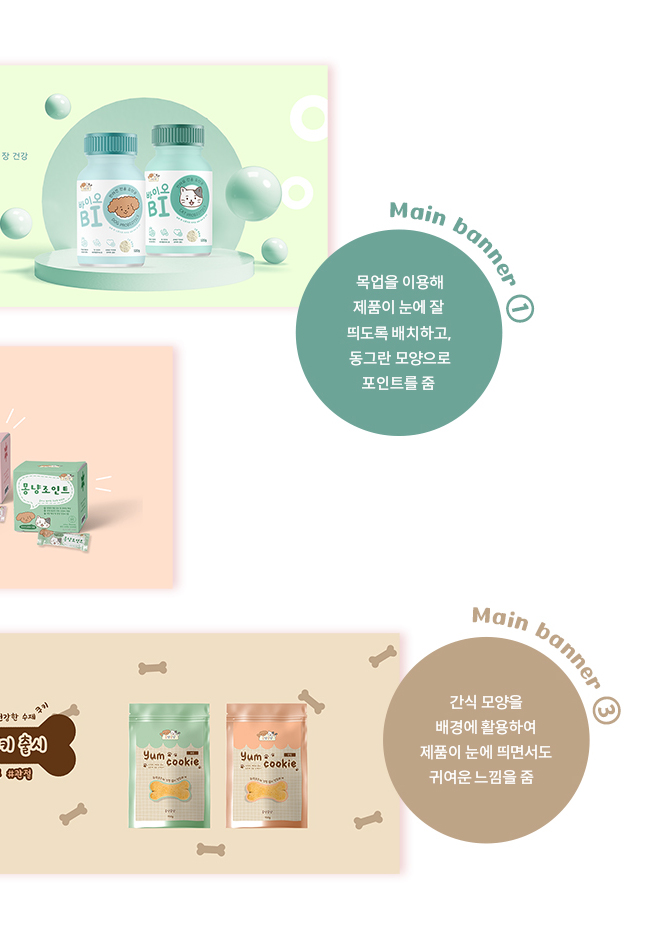 장 건강
바이오
BI
바이오
BI
Main banner ①
목업을 이용해
제품이 눈에 잘
띄도록 배치하고,
동그란 모양으로
포인트를 줌
몽냥조인트
Main banner ③
간식 모양을
배경에 활용하여
제품이 눈에 띄면서도
귀여운 느낌을 줌
건강한 수제 쿠키
키 출시
#관절
yum cookie
yum cookie